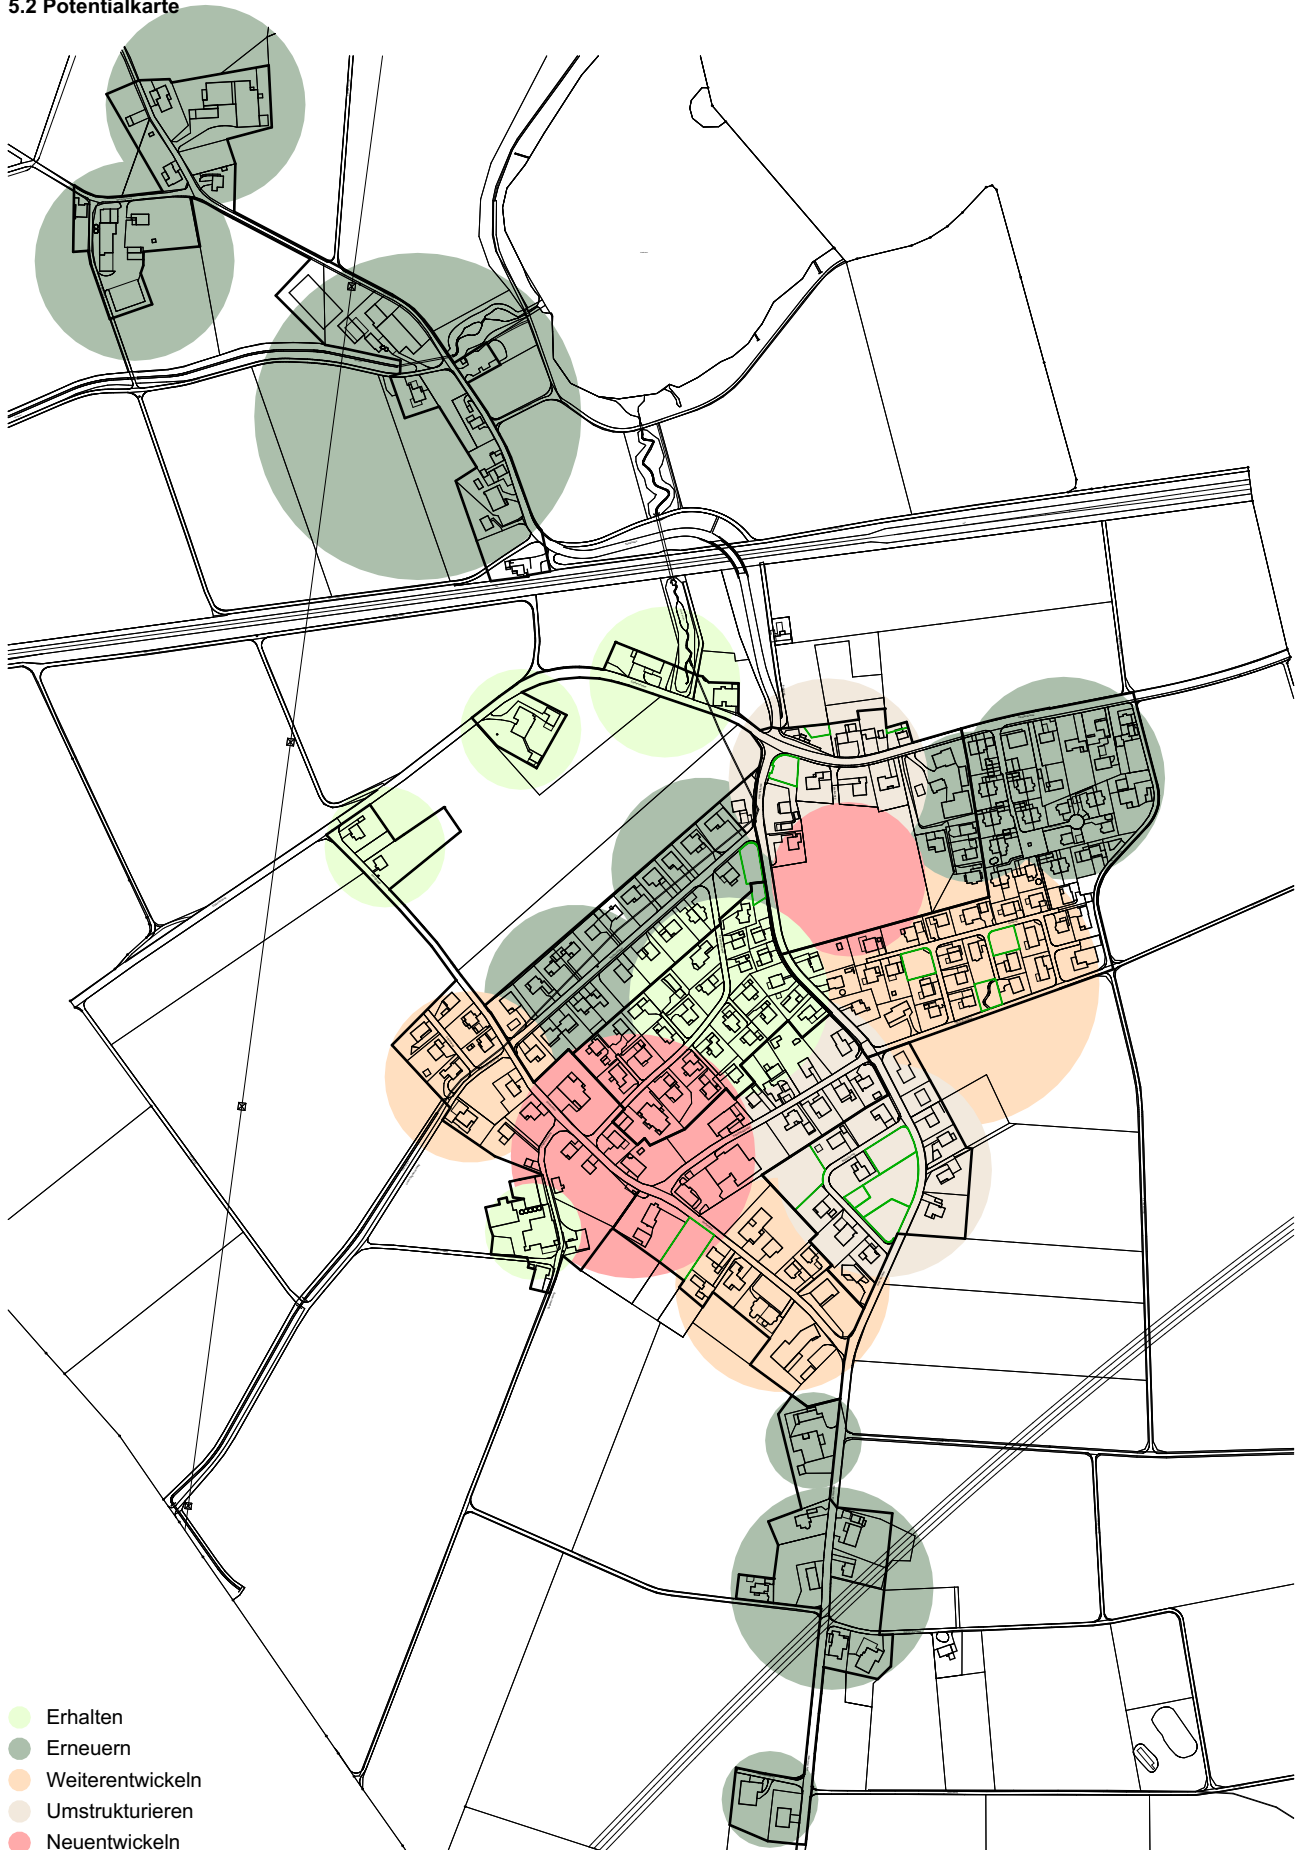 5.2 Potentialkarte
Erhalten
Erneuern
Weiterentwickeln
Umstrukturieren
Neuentwickeln